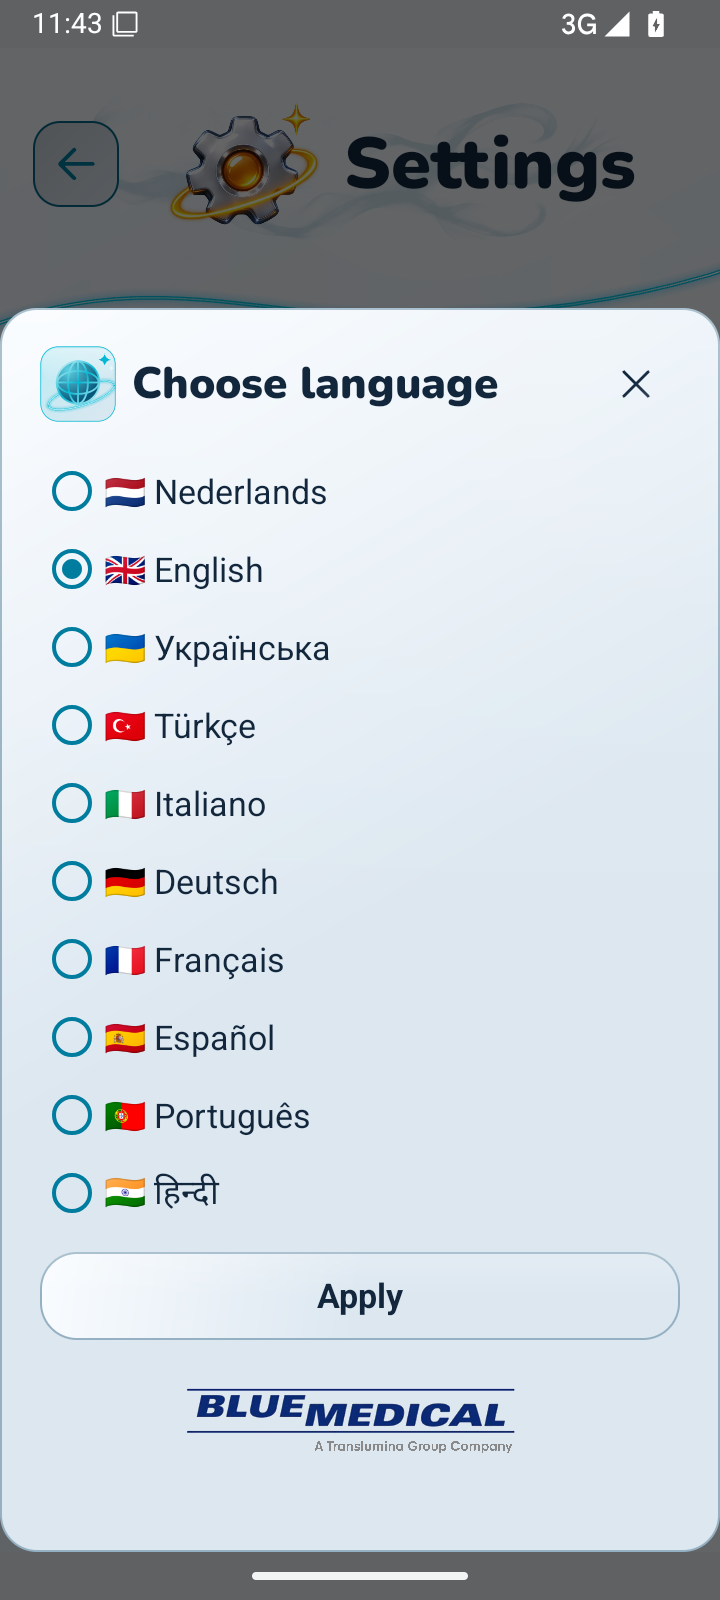 11:43
3G
Settings
Choose language
Nederlands
English
Українська
Türkçe
Italiano
Deutsch
Français
Español
Português
हिन्दी
Apply
BLUEMEDICAL
A Translumina Group Company